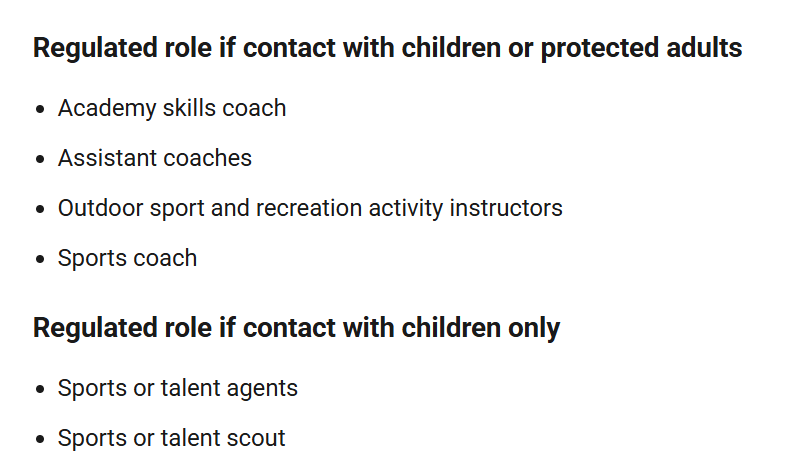 Regulated role if contact with children or protected adults
• Academy skills coach
• Assistant coaches
• Outdoor sport and recreation activity instructors
• Sports coach
Regulated role if contact with children only
• Sports or talent agents
• Sports or talent scout